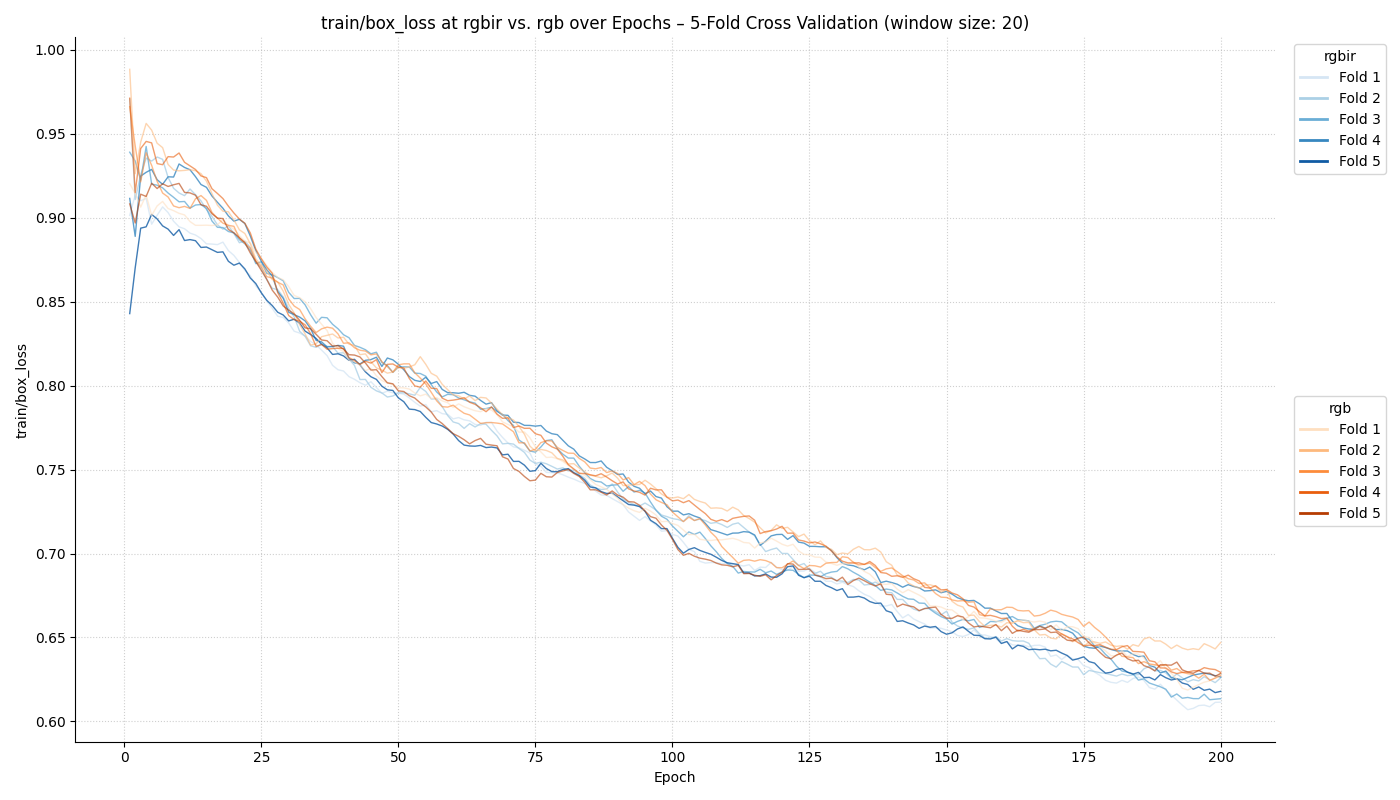 train/box_loss at rgbir vs. rgb over Epochs – 5-Fold Cross Validation (window size: 20)
train/box_loss
1.00
0.95
0.90
0.85
0.80
0.75
0.70
0.65
0.60
0
25
50
75
100
125
150
175
200
Epoch
rgbir
Fold 1
Fold 2
Fold 3
Fold 4
Fold 5
rgb
Fold 1
Fold 2
Fold 3
Fold 4
Fold 5